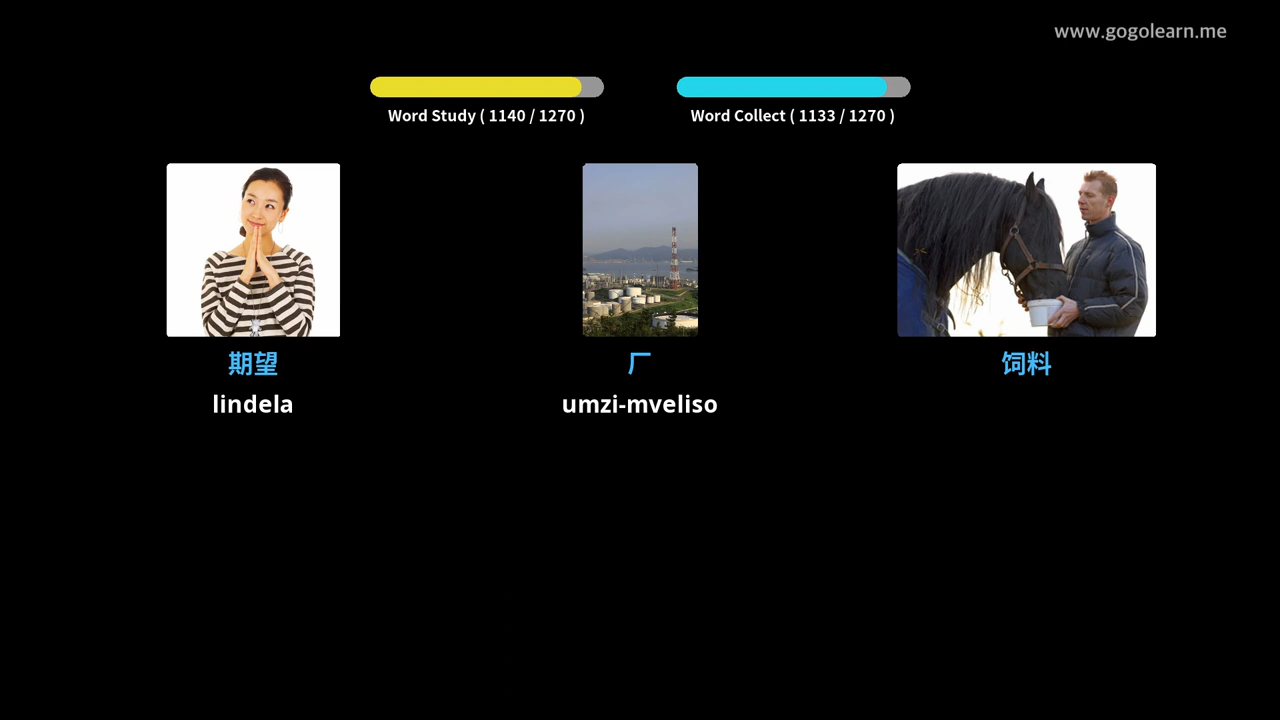 www.gogolearn.me
Word Study ( 1140 / 1270 )
Word Collect ( 1133 / 1270 )
期望
厂
饲料
lindela
umzi-mveliso